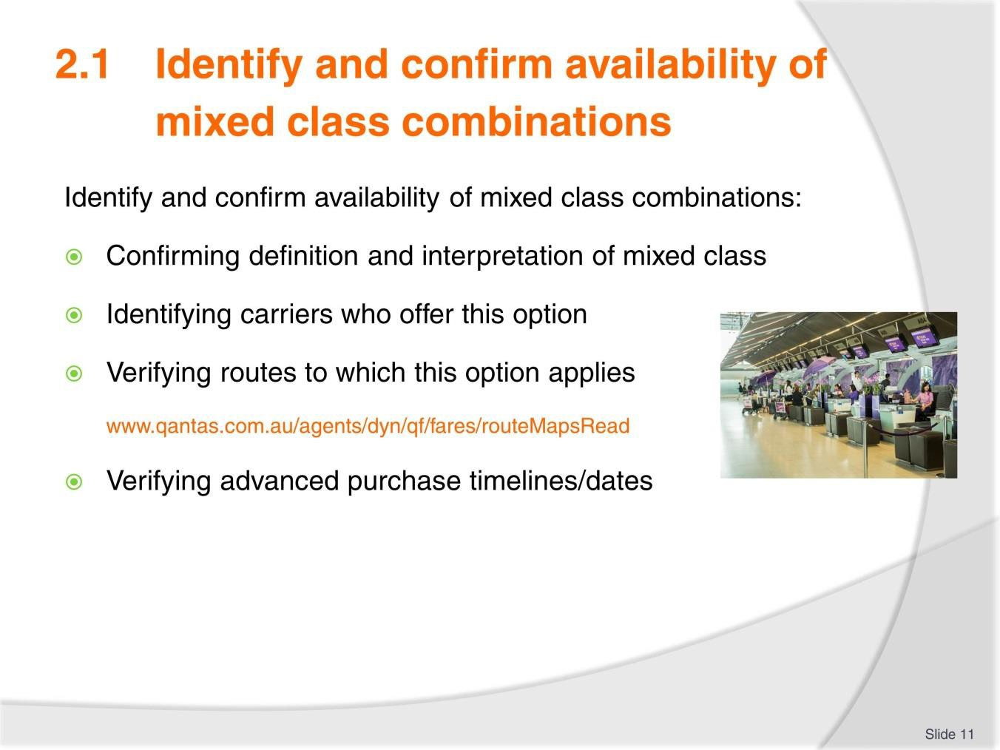 2.1 Identify and confirm availability of
mixed class combinations
Identify and confirm availability of mixed class combinations:
Confirming definition and interpretation of mixed class
Identifying carriers who offer this option
Verifying routes to which this option applies
www.qantas.com.au/agents/dyn/qf/fares/routeMapsRead
Verifying advanced purchase timelines/dates
Slide 11